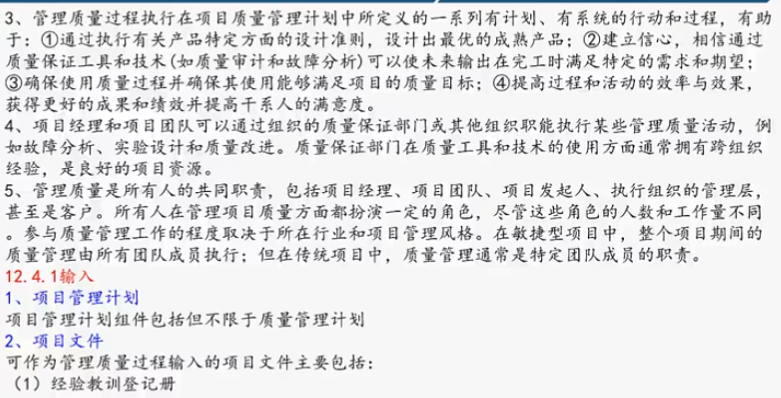 3、管理质量过程执行在项目质量管理计划中所定义的一系列有计划、有系统的行动和过程，有助
于：①通过执行有关产品特定方面的设计准则，设计出最优的成熟产品；②建立信心，相信通过
质量保证工具和技术(如质量审计和故障分析)可以使未来输出在完工时满足特定的需求和期望；
③确保使用质量过程并确保其使用能够满足项目的质量目标；④提高过程和活动的效率与效果，
获得更好的成果和绩效并提高干系人的满意度。
4、项目经理和项目团队可以通过组织的质量保证部门或其他组织职能执行某些管理质量活动，例
如故障分析、实验设计和质量改进。质量保证部门在质量工具和技术的使用方面通常拥有跨组织
经验，是良好的项目资源。
5、管理质量是所有人的共同职责，包括项目经理、项目团队、项目发起人、执行组织的管理层，
甚至是客户。所有人在管理项目质量方面都扮演一定的角色，尽管这些角色的人数和工作量不同
。参与质量管理工作的程度取决于所在行业和项目管理风格。在敏捷型项目中，整个项目期间的
质量管理由所有团队成员执行；但在传统项目中，质量管理通常是特定团队成员的职责。
12.4.1输入
1、项目管理计划
项目管理计划组件包括但不限于质量管理计划
2、项目文件
可作为管理质量过程输入的项目文件主要包括：
（1）经验教训登记册